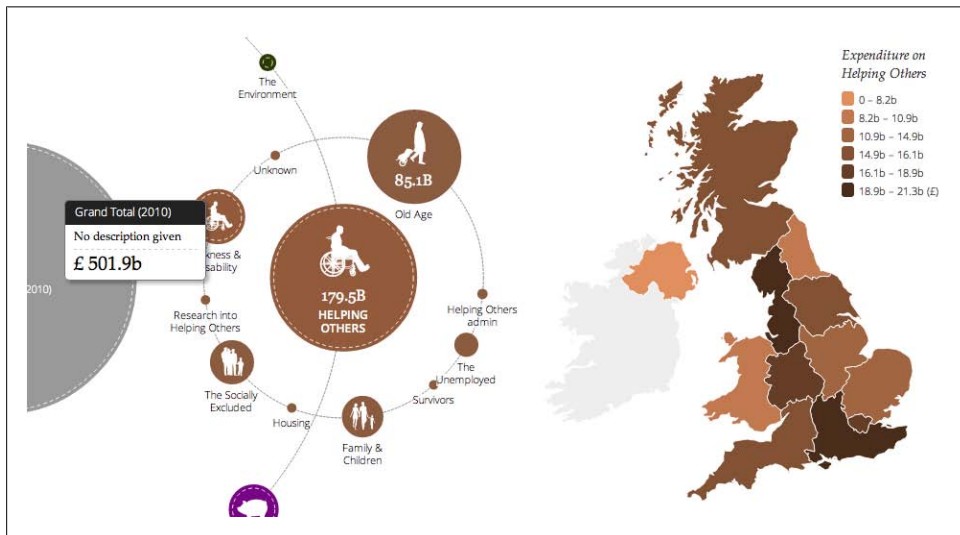 The
Environment
Unknown
85.1B
Old Age
Grand Total (2010)
No description given
£ 501.9b
2010)
kness &
sability
179.5B
HELPING
OTHERS
Research into
Helping Others
Helping Others
admin
The
Unemployed
The Socially
Excluded
Survivors
Housing
Family &
Children
Expenditure on
Helping Others
0 – 8.2b
8.2b – 10.9b
10.9b – 14.9b
14.9b – 16.1b
16.1b – 18.9b
18.9b – 21.3b (£)